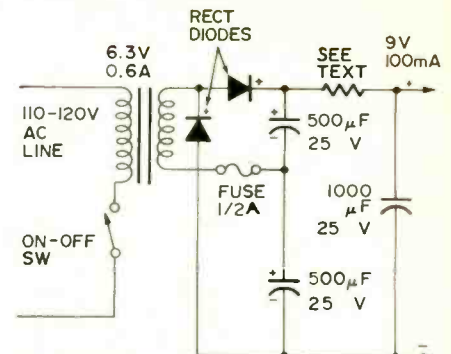 RECT
DIODES
6.3V
0.6A
SEE
TEXT
9V
100mA
+
110-120V
AC
LINE
+
+
+
500µF
25 V
-
FUSE
1/2A
1000
µF
25 V
ON-OFF
SW
+
500µF
25 V
-
-